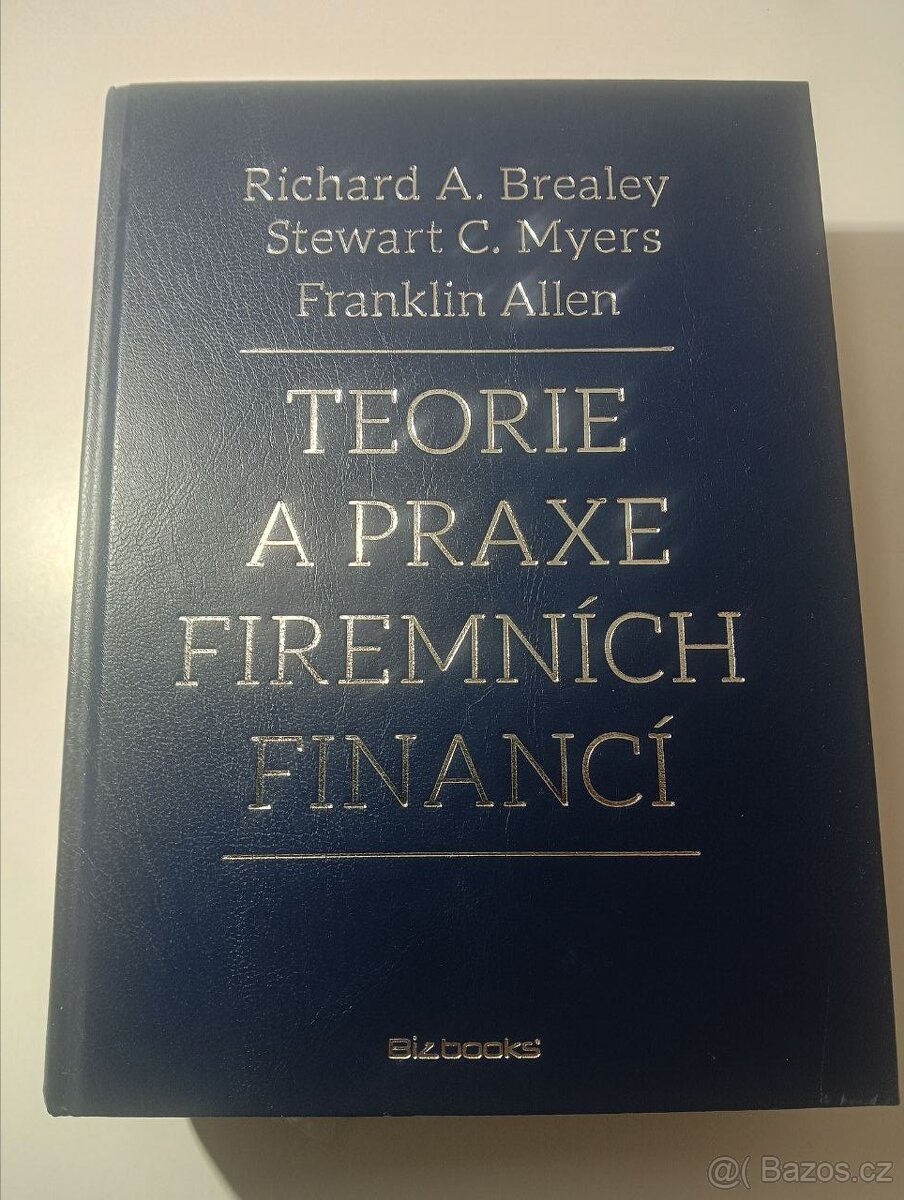 Richard A. Brealey
Stewart C. Myers
Franklin Allen
TEORIE
A PRAXE
FIREMNÍCH
FINANCÍ
Bizbooks®
@( Bazos.cz